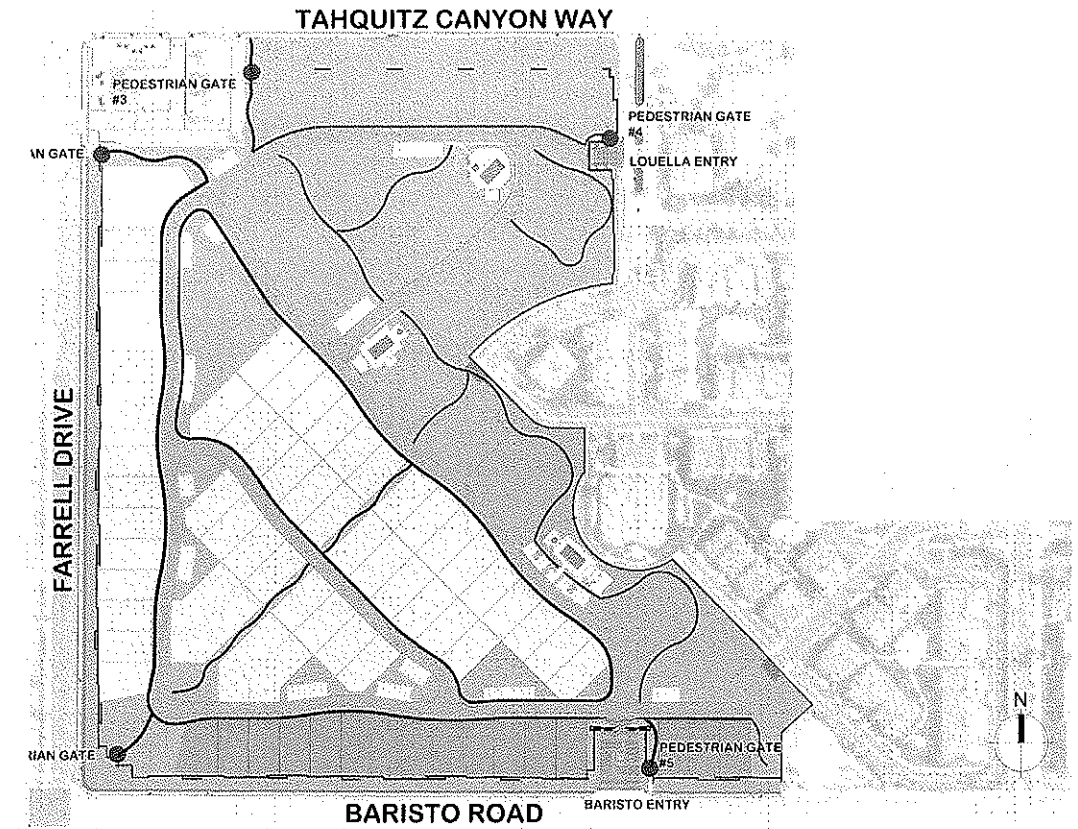 TAHQUITZ CANYON WAY
PEDESTRIAN GATE
#3
PEDESTRIAN GATE
#4
LOUELLA ENTRY
AN GATE
FARRELL DRIVE
N
RIAN GATE
PEDESTRIAN GATE
#5
BARISTO ENTRY
BARISTO ROAD